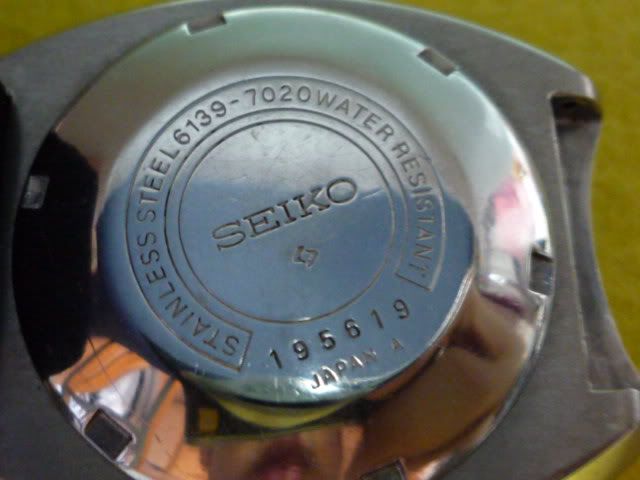 STAINLESS STEEL 6139-7020 WATER RESISTANT
SEIKO
195619
JAPAN A